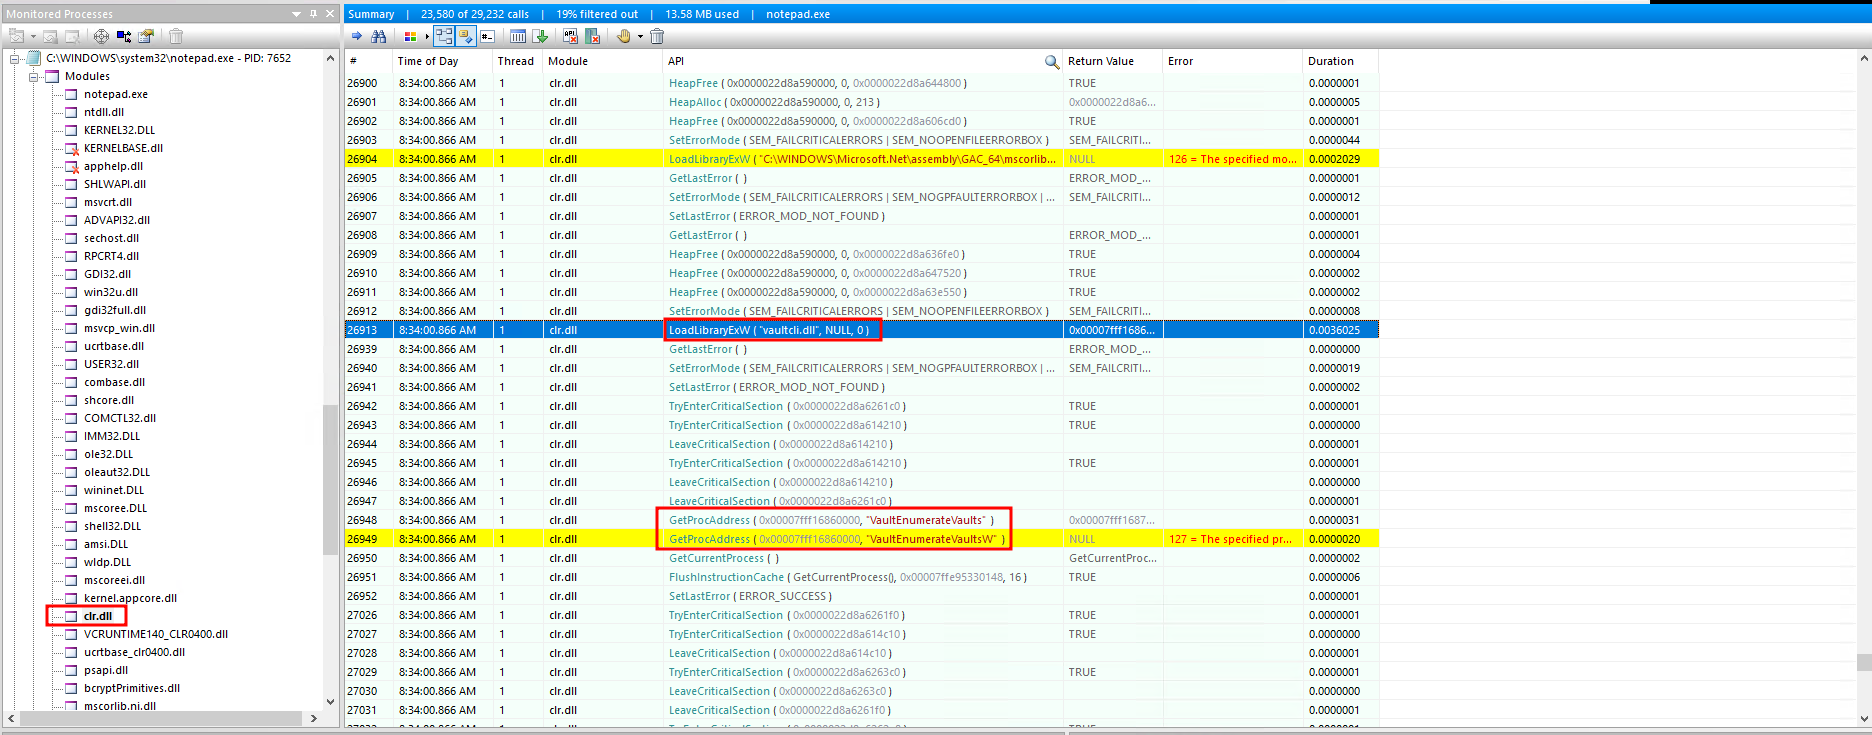 Monitored Processes
C:\WINDOWS\system32\notepad.exe - PID: 7652
Modules
notepad.exe
ntdll.dll
KERNEL32.DLL
KERNELBASE.dll
apphelp.dll
SHLWAPI.dll
msvcrt.dll
ADVAPI32.dll
sechost.dll
RPCRT4.dll
GDI32.dll
win32u.dll
gdi32full.dll
msvcp_win.dll
ucrtbase.dll
USER32.dll
combase.dll
shcore.dll
COMCTL32.dll
IMM32.DLL
ole32.DLL
oleaut32.DLL
wininet.DLL
mscoree.DLL
shell32.DLL
amsi.DLL
wldp.DLL
mscoreei.dll
kernel.appcore.dll
clr.dll
VCRUNTIME140_CLR0400.dll
ucrtbase_clr0400.dll
psapi.dll
bcryptPrimitives.dll
mscorlib.ni.dll
Summary | 23,580 of 29,232 calls | 19% filtered out | 13.58 MB used | notepad.exe
# Time of Day Thread Module API Return Value Error Duration
26900 8:34:00.866 AM 1 clr.dll HeapFree ( 0x0000022d8a590000, 0, 0x0000022d8a644800 ) TRUE 0.0000001
26901 8:34:00.866 AM 1 clr.dll HeapAlloc ( 0x0000022d8a590000, 0, 213 ) 0x0000022d8a6... 0.0000005
26902 8:34:00.866 AM 1 clr.dll HeapFree ( 0x0000022d8a590000, 0, 0x0000022d8a606cd0 ) TRUE 0.0000001
26903 8:34:00.866 AM 1 clr.dll SetErrorMode ( SEM_FAILCRITICALERRORS | SEM_NOOPENFILEERRORBOX ) SEM_FAILCRITI... 0.0000044
26904 8:34:00.866 AM 1 clr.dll LoadLibraryExW ( "C:\WINDOWS\Microsoft.Net\assembly\GAC_64\mscorlib... NULL 126 = The specified mo... 0.0002029
26905 8:34:00.866 AM 1 clr.dll GetLastError ( ) ERROR_MOD_... 0.0000001
26906 8:34:00.866 AM 1 clr.dll SetErrorMode ( SEM_FAILCRITICALERRORS | SEM_NOGPFAULTERRORBOX | ... SEM_FAILCRITI... 0.0000012
26907 8:34:00.866 AM 1 clr.dll SetLastError ( ERROR_MOD_NOT_FOUND ) 0.0000001
26908 8:34:00.866 AM 1 clr.dll GetLastError ( ) ERROR_MOD_... 0.0000001
26909 8:34:00.866 AM 1 clr.dll HeapFree ( 0x0000022d8a590000, 0, 0x0000022d8a636fe0 ) TRUE 0.0000004
26910 8:34:00.866 AM 1 clr.dll HeapFree ( 0x0000022d8a590000, 0, 0x0000022d8a647520 ) TRUE 0.0000002
26911 8:34:00.866 AM 1 clr.dll HeapFree ( 0x0000022d8a590000, 0, 0x0000022d8a63e550 ) TRUE 0.0000002
26912 8:34:00.866 AM 1 clr.dll SetErrorMode ( SEM_FAILCRITICALERRORS | SEM_NOOPENFILEERRORBOX ) SEM_FAILCRITI... 0.0000008
26913 8:34:00.866 AM 1 clr.dll LoadLibraryExW ( "vaultcli.dll", NULL, 0 ) 0x00007fff1686... 0.0036025
26939 8:34:00.866 AM 1 clr.dll GetLastError ( ) ERROR_MOD_... 0.0000000
26940 8:34:00.866 AM 1 clr.dll SetErrorMode ( SEM_FAILCRITICALERRORS | SEM_NOGPFAULTERRORBOX | ... SEM_FAILCRITI... 0.0000019
26941 8:34:00.866 AM 1 clr.dll SetLastError ( ERROR_MOD_NOT_FOUND ) 0.0000002
26942 8:34:00.866 AM 1 clr.dll TryEnterCriticalSection ( 0x0000022d8a6261c0 ) TRUE 0.0000001
26943 8:34:00.866 AM 1 clr.dll TryEnterCriticalSection ( 0x0000022d8a614210 ) TRUE 0.0000000
26944 8:34:00.866 AM 1 clr.dll LeaveCriticalSection ( 0x0000022d8a614210 ) 0.0000001
26945 8:34:00.866 AM 1 clr.dll TryEnterCriticalSection ( 0x0000022d8a614210 ) TRUE 0.0000001
26946 8:34:00.866 AM 1 clr.dll LeaveCriticalSection ( 0x0000022d8a614210 ) 0.0000000
26947 8:34:00.866 AM 1 clr.dll LeaveCriticalSection ( 0x0000022d8a6261c0 ) 0.0000001
26948 8:34:00.866 AM 1 clr.dll GetProcAddress ( 0x00007fff16860000, "VaultEnumerateVaults" ) 0x00007fff1687... 0.0000031
26949 8:34:00.866 AM 1 clr.dll GetProcAddress ( 0x00007fff16860000, "VaultEnumerateVaultsW" ) NULL 127 = The specified pr... 0.0000020
26950 8:34:00.866 AM 1 clr.dll GetCurrentProcess ( ) GetCurrentProc... 0.0000002
26951 8:34:00.866 AM 1 clr.dll FlushInstructionCache ( GetCurrentProcess(), 0x00007ffe95330148, 16 ) TRUE 0.0000006
26952 8:34:00.866 AM 1 clr.dll SetLastError ( ERROR_SUCCESS ) 0.0000001
27026 8:34:00.866 AM 1 clr.dll TryEnterCriticalSection ( 0x0000022d8a6261f0 ) TRUE 0.0000001
27027 8:34:00.866 AM 1 clr.dll TryEnterCriticalSection ( 0x0000022d8a614c10 ) TRUE 0.0000000
27028 8:34:00.866 AM 1 clr.dll LeaveCriticalSection ( 0x0000022d8a614c10 ) 0.0000001
27029 8:34:00.866 AM 1 clr.dll TryEnterCriticalSection ( 0x0000022d8a6263c0 ) TRUE 0.0000001
27030 8:34:00.866 AM 1 clr.dll LeaveCriticalSection ( 0x0000022d8a6263c0 ) 0.0000000
27031 8:34:00.866 AM 1 clr.dll LeaveCriticalSection ( 0x0000022d8a6261f0 ) 0.0000001